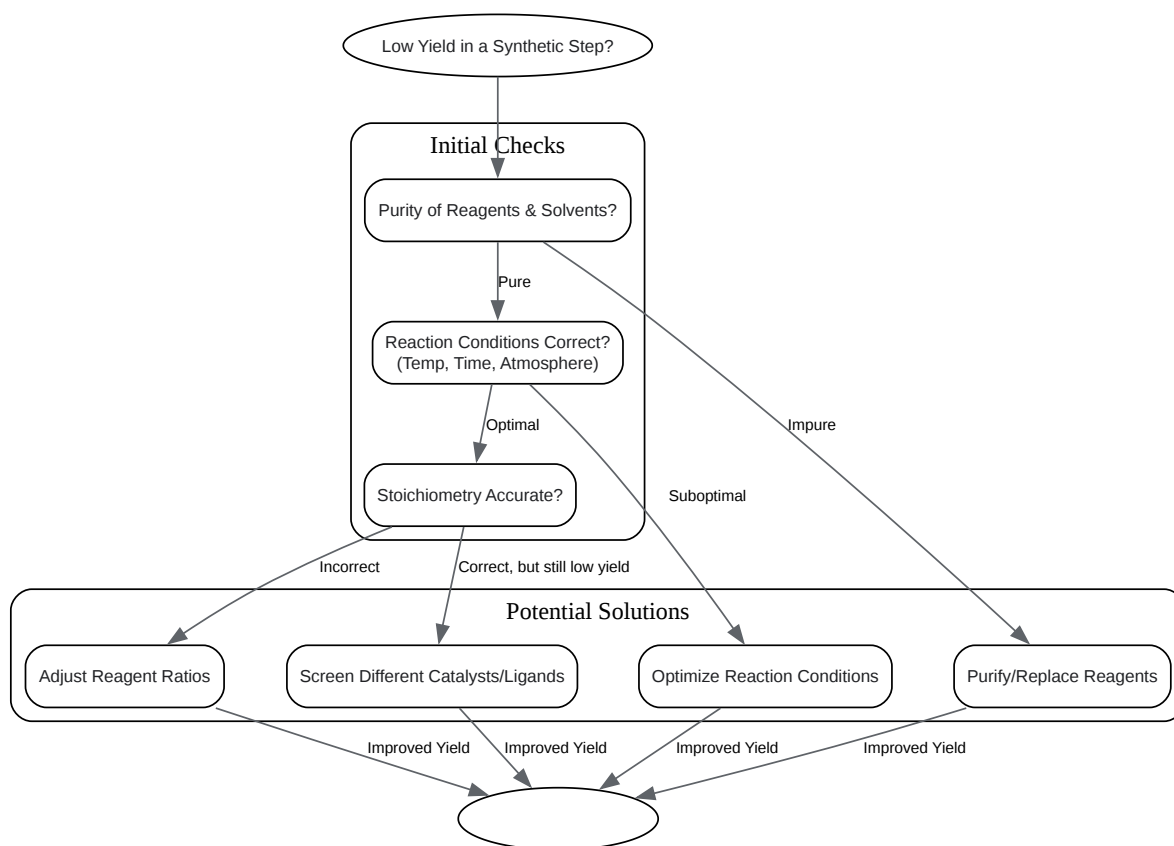 Low Yield in a Synthetic Step?
Initial Checks
Purity of Reagents & Solvents?
Pure
Reaction Conditions Correct?
(Temp, Time, Atmosphere)
Optimal
Impure
Stoichiometry Accurate?
Suboptimal
Incorrect
Correct, but still low yield
Potential Solutions
Adjust Reagent Ratios
Screen Different Catalysts/Ligands
Optimize Reaction Conditions
Purify/Replace Reagents
Improved Yield
Improved Yield
Improved Yield
Improved Yield